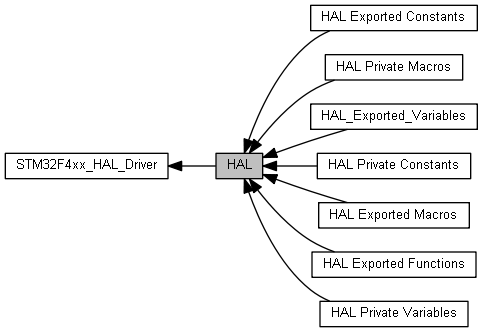 HAL Exported Constants
HAL Private Macros
HAL_Exported_Variables
STM32F4xx_HAL_Driver
HAL
HAL Private Constants
HAL Exported Macros
HAL Exported Functions
HAL Private Variables